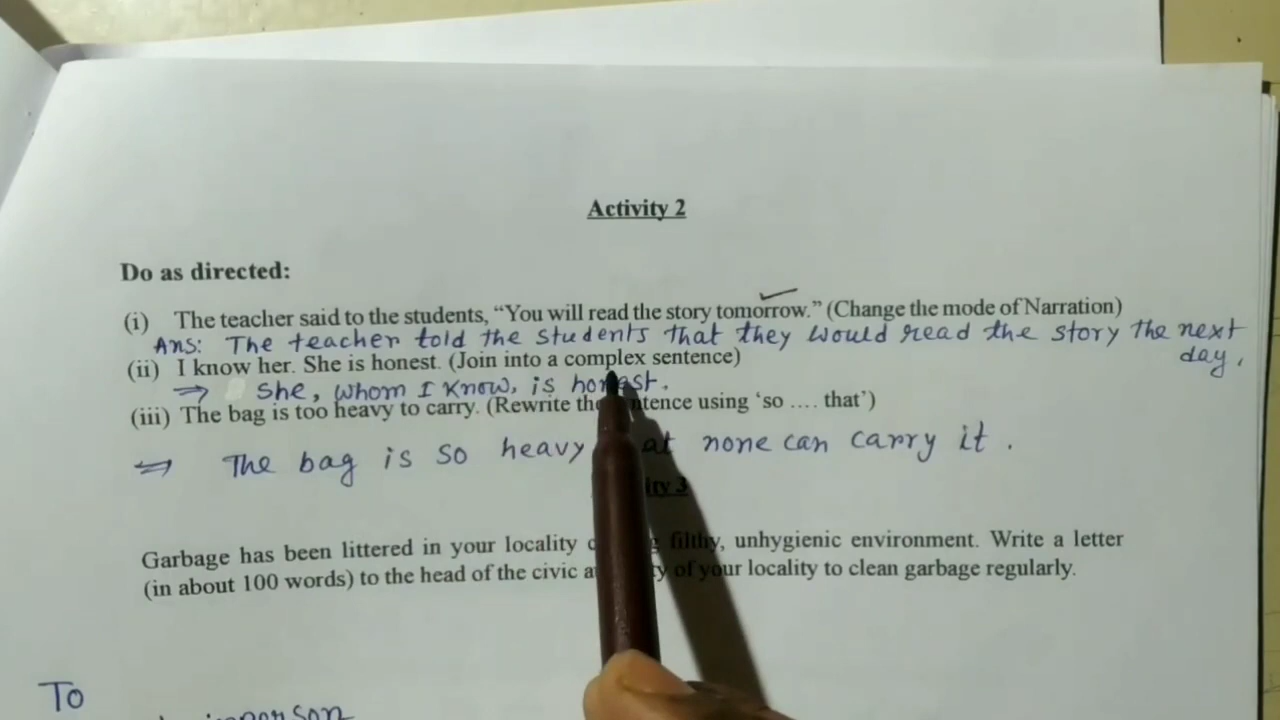 Activity 2
Do as directed:
(i) The teacher said to the students, “You will read the story tomorrow.” (Change the mode of Narration)
Ans: The teacher told the students that they would read the story the next day.
(ii) I know her. She is honest. (Join into a complex sentence)
⇒ She, whom I know, is honest.
(iii) The bag is too heavy to carry. (Rewrite the sentence using ‘so .... that’)
⇒ The bag is so heavy at none can carry it.
ity 3
Garbage has been littered in your locality filthy, unhygienic environment. Write a letter
(in about 100 words) to the head of the civic of your locality to clean garbage regularly.
To